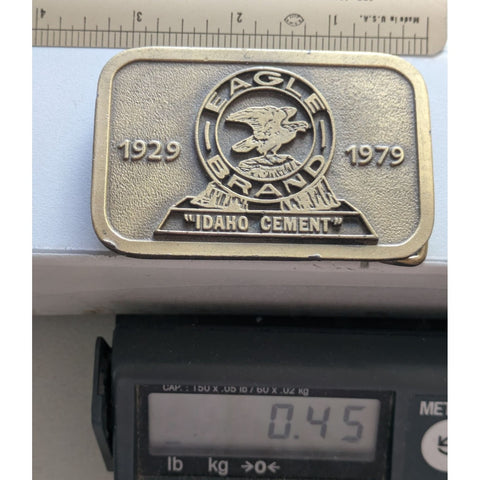 Made in
U.S.A.
4 3 2 1
EAGLE
1929 1979
BRAND
"IDAHO CEMENT"
CAP. : 150 x .05 lb / 60 x .02 kg
0.45
lb kg →0←
MET